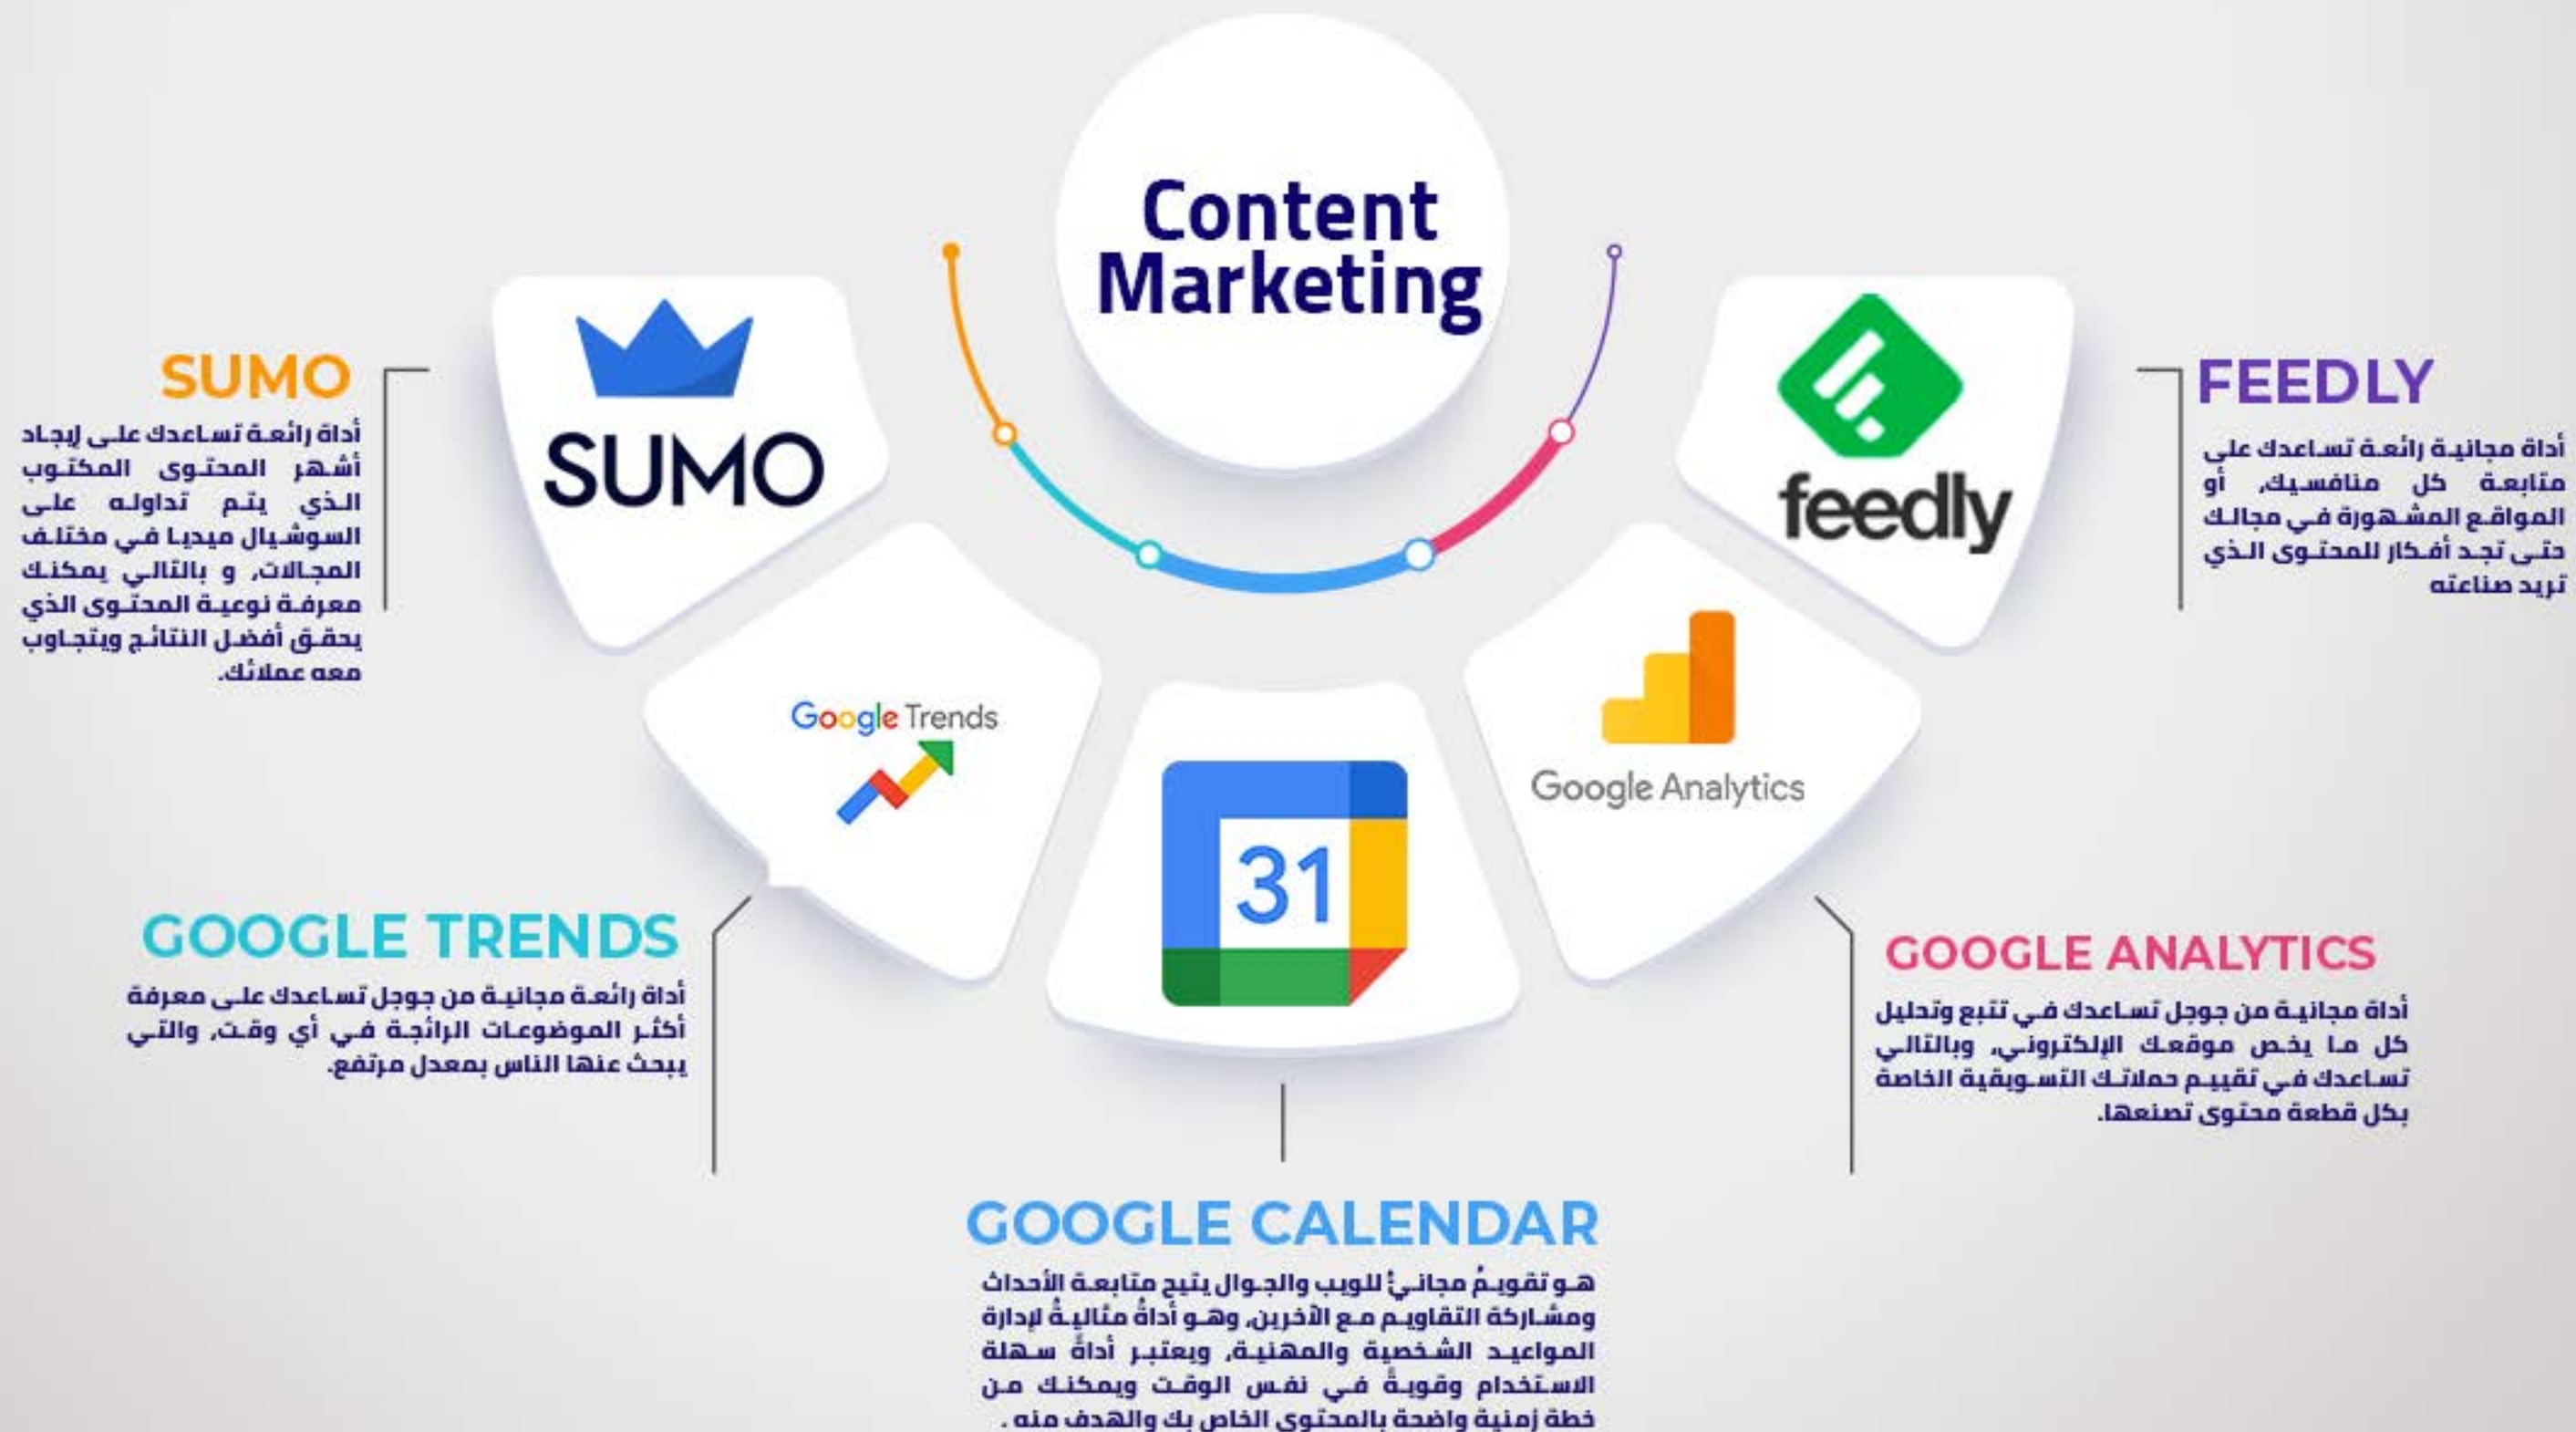 Content
Marketing
SUMO
SUMO
أداة رائعة تساعدك على إيجاد
أشهر المحتوى المكتوب
الذي يتم تداوله على
السوشيال ميديا في مختلف
المجالات, و بالتالي يمكنك
معرفة نوعية المحتوى الذي
يحقق أفضل النتائج ويتجاوب
معه عملائك.
Google Trends
GOOGLE TRENDS
أداة رائعة مجانية من جوجل تساعدك على معرفة
أكثر الموضوعات الرائجة في أي وقت, والتي
يبحث عنها الناس بمعدل مرتفع.
31
GOOGLE CALENDAR
هو تقويمٌ مجانيٌّ للويب والجوال يتيح متابعة الأحداث
ومشاركة التقاويم مع الآخرين, وهو أداةٌ مثاليةٌ لإدارة
المواعيد الشخصية والمهنية, ويعتبر أداةً سهلة
الاستخدام وقويةً في نفس الوقت ويمكنك من
خطة زمنية واضحة بالمحتوى الخاص بك والهدف منه .
Google Analytics
GOOGLE ANALYTICS
أداة مجانية من جوجل تساعدك في تتبع وتحليل
كل ما يخص موقعك الإلكتروني, وبالتالي
تساعدك في تقييم حملاتك التسويقية الخاصة
بكل قطعة محتوى تصنعها.
feedly
FEEDLY
أداة مجانية رائعة تساعدك على
متابعة كل منافسيك, أو
المواقع المشهورة في مجالك
حتى تجد أفكار للمحتوى الذي
تريد صناعته